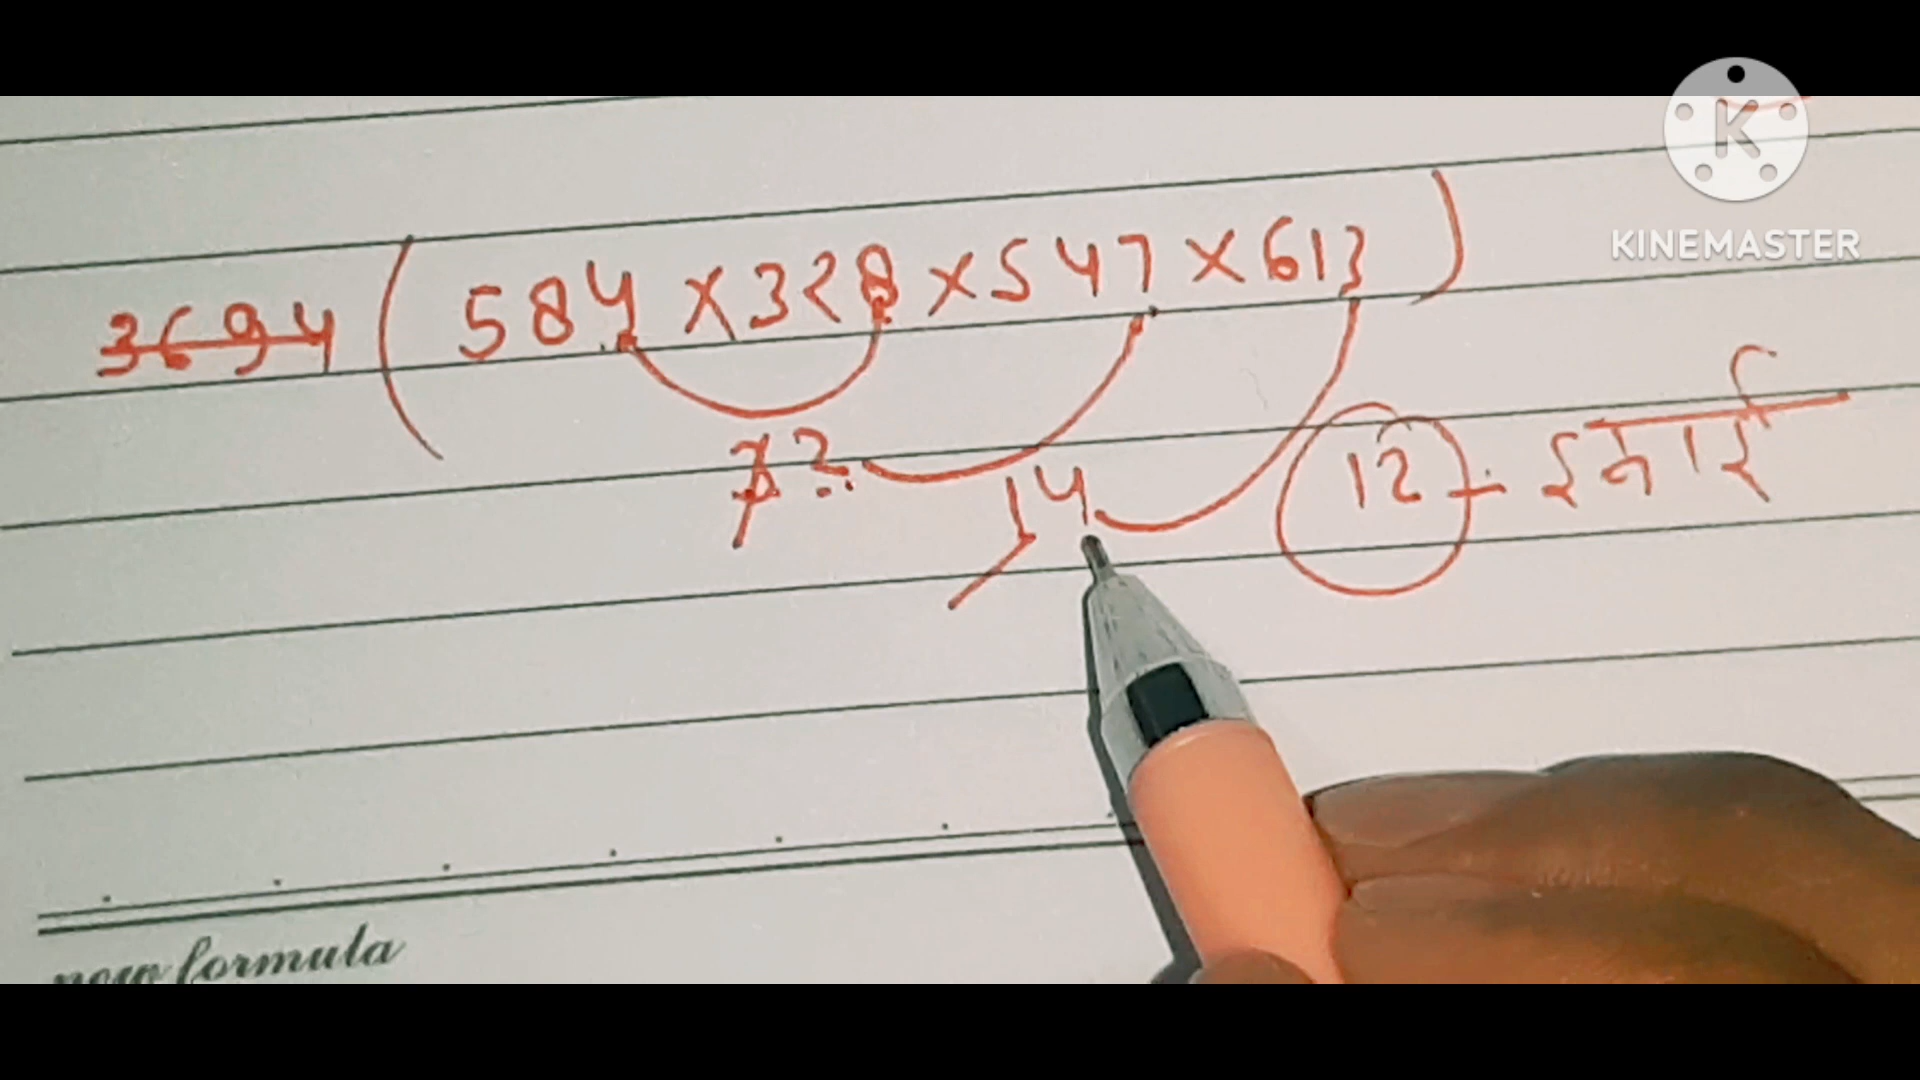 KINEMASTER
3694 (584 × 328 × 547 × 613)
32
14
12 - इकाई
new formula